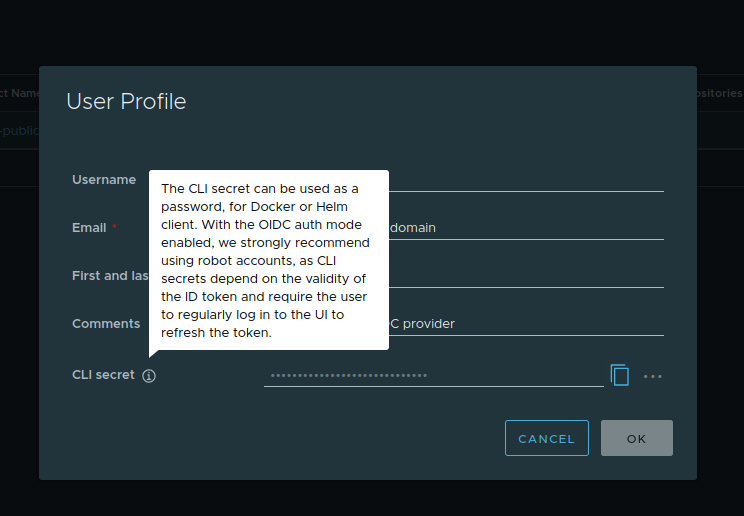 ct Name
ositories
-public
User Profile
Username
The CLI secret can be used as a
password, for Docker or Helm
client. With the OIDC auth mode
enabled, we strongly recommend
using robot accounts, as CLI
secrets depend on the validity of
the ID token and require the user
to regularly log in to the UI to
refresh the token.
Email *
domain
First and las
Comments
C provider
CLI secret
CANCEL
OK